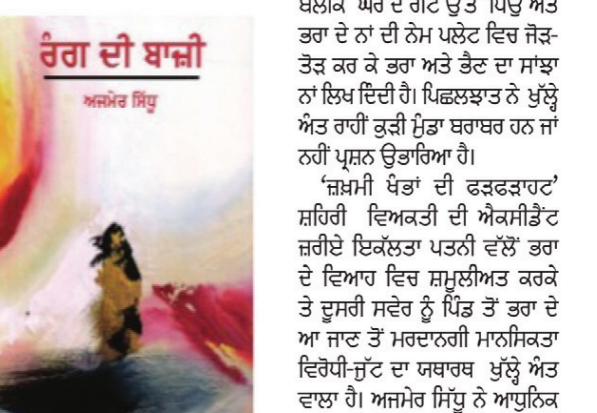 ਰੰਗ ਦੀ ਬਾਜ਼ੀ
ਅਜਮੇਰ ਸਿੱਧੂ
ਬਲਕਿ ਘਰ ਦੇ ਗੇਟ ਉਤੇ ਪਿਉ ਅਤੇ
ਭਰਾ ਦੇ ਨਾਂ ਦੀ ਨੇਮ ਪਲੇਟ ਵਿਚ ਜੋੜ-
ਤੋੜ ਕਰ ਕੇ ਭਰਾ ਅਤੇ ਭੈਣ ਦਾ ਸਾਂਝਾ
ਨਾਂ ਲਿਖ ਦਿੰਦੀ ਹੈ। ਪਿਛਲਝਾਤ ਨੇ ਖੁੱਲ੍ਹੇ
ਅੰਤ ਰਾਹੀਂ ਕੁੜੀ ਮੁੰਡਾ ਬਰਾਬਰ ਹਨ ਜਾਂ
ਨਹੀਂ ਪ੍ਰਸ਼ਨ ਉਭਾਰਿਆ ਹੈ।
‘ਜ਼ਖ਼ਮੀ ਖੰਭਾਂ ਦੀ ਫੜਫੜਾਹਟ’
ਸ਼ਹਿਰੀ ਵਿਅਕਤੀ ਦੀ ਐਕਸੀਡੈਂਟ
ਜ਼ਰੀਏ ਇਕੱਲਤਾ ਪਤਨੀ ਵੱਲੋਂ ਭਰਾ
ਦੇ ਵਿਆਹ ਵਿਚ ਸ਼ਮੂਲੀਅਤ ਕਰਕੇ
ਤੇ ਦੂਸਰੀ ਸਵੇਰ ਨੂੰ ਪਿੰਡ ਤੋਂ ਭਰਾ ਦੇ
ਆ ਜਾਣ ਤੋਂ ਮਰਦਾਨਗੀ ਮਾਨਸਿਕਤਾ
ਵਿਰੋਧੀ-ਜੁੱਟ ਦਾ ਯਥਾਰਥ ਖੁੱਲ੍ਹੇ ਅੰਤ
ਵਾਲਾ ਹੈ। ਅਜਮੇਰ ਸਿੱਧੂ ਨੇ ਆਧੁਨਿਕ